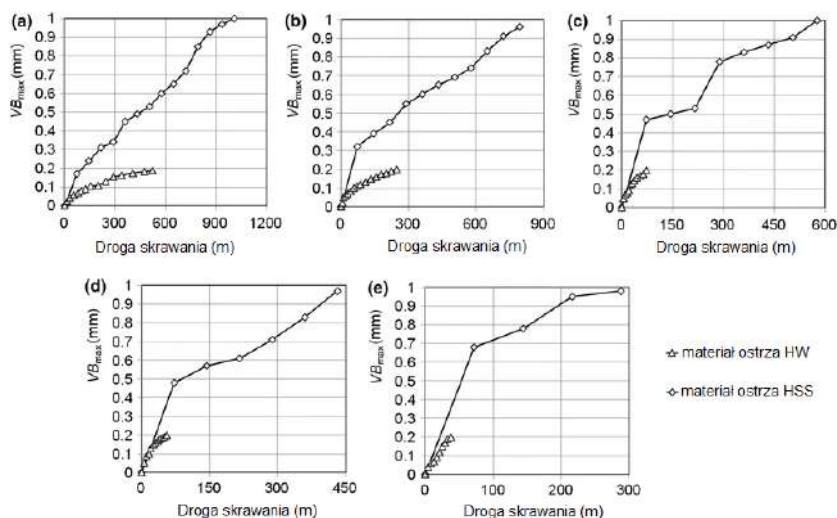 (a)
VBmax (mm)
1
0.9
0.8
0.7
0.6
0.5
0.4
0.3
0.2
0.1
0
0 300 600 900 1200
Droga skrawania (m)
(b)
VBmax (mm)
1
0.9
0.8
0.7
0.6
0.5
0.4
0.3
0.2
0.1
0
0 300 600 900
Droga skrawania (m)
(c)
VBmax (mm)
1
0.9
0.8
0.7
0.6
0.5
0.4
0.3
0.2
0.1
0
0 150 300 450 600
Droga skrawania (m)
(d)
VBmax (mm)
1
0.9
0.8
0.7
0.6
0.5
0.4
0.3
0.2
0.1
0
0 150 300 450
Droga skrawania (m)
(e)
VBmax (mm)
1
0.9
0.8
0.7
0.6
0.5
0.4
0.3
0.2
0.1
0
0 100 200 300
Droga skrawania (m)
materiał ostrza HW
materiał ostrza HSS